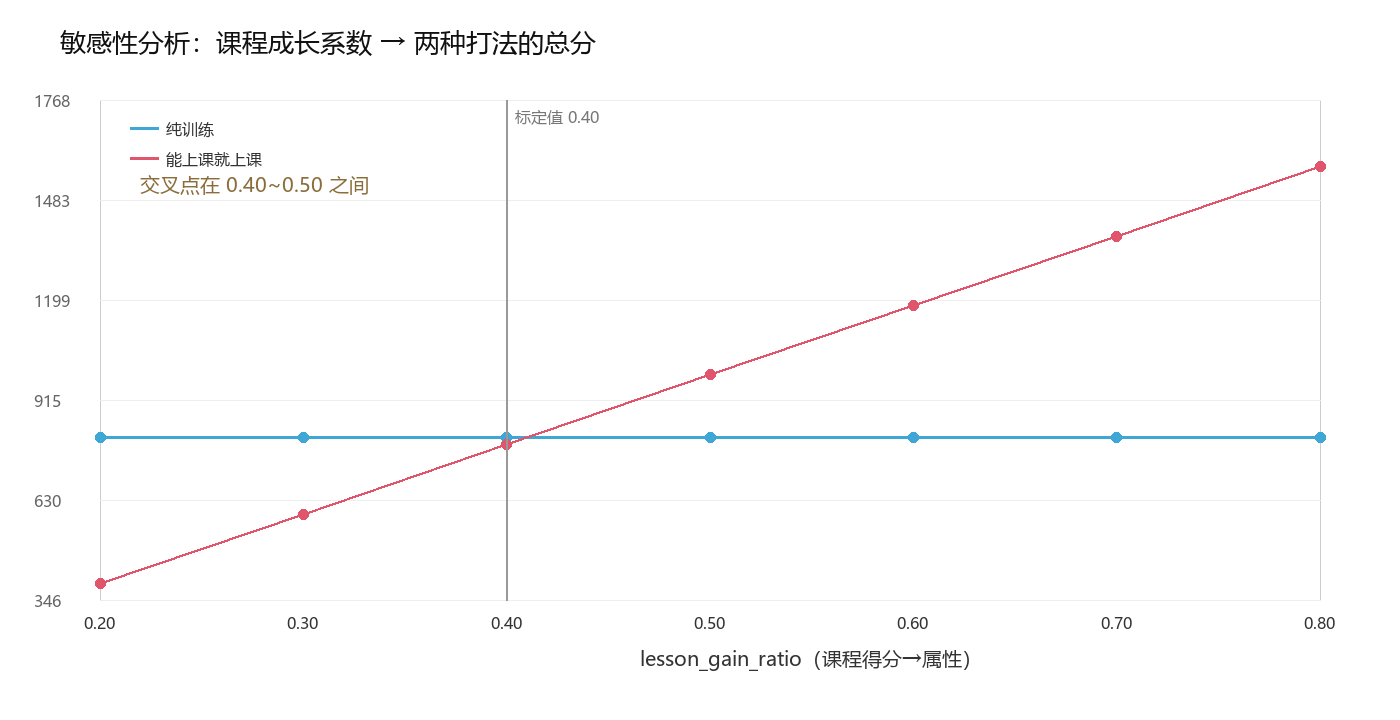 敏感性分析：课程成长系数 → 两种打法的总分
1768
标定值 0.40
纯训练
能上课就上课
交叉点在 0.40~0.50 之间
1483
1199
915
630
346
0.20 0.30 0.40 0.50 0.60 0.70 0.80
lesson_gain_ratio（课程得分→属性）